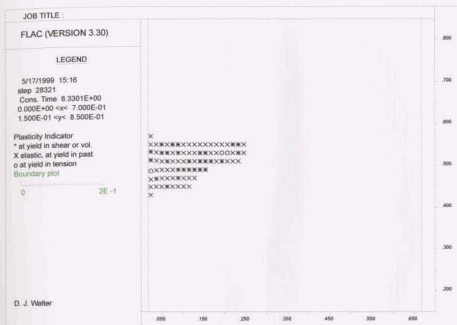 JOB TITLE :
FLAC (VERSION 3.30)
LEGEND
5/17/1999 15:16
step 28321
Cons. Time 8.3301E+00
0.000E+00 <x< 7.000E-01
1.500E-01 <y< 8.500E-01
Plasticity Indicator
* at yield in shear or vol.
X elastic, at yield in past
o at yield in tension
Boundary plot
0 2E -1
D. J. Walter
.800
.700
.600
.500
.400
.300
.200
.050 .150 .250 .350 .450 .550 .650